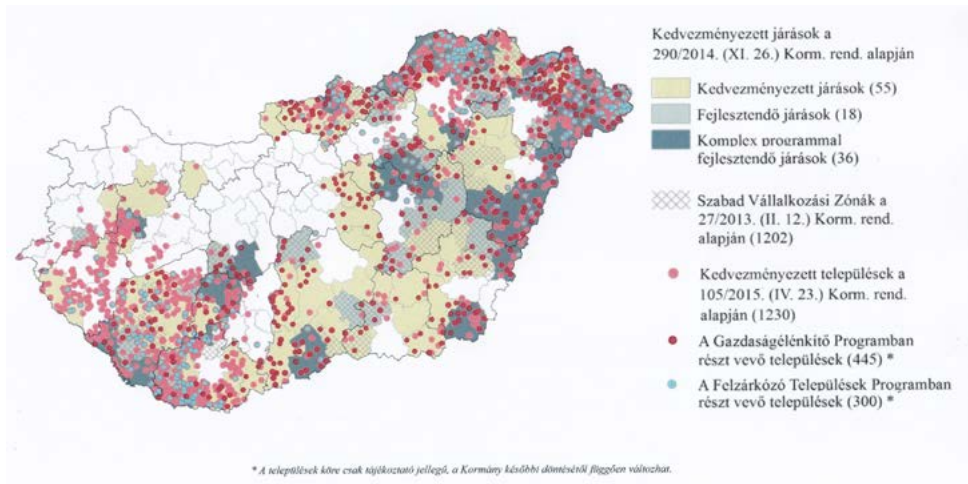 Kedvezményezett járások a
290/2014. (XI. 26.) Korm. rend. alapján
Kedvezményezett járások (55)
Fejlesztendő járások (18)
Komplex programmal
fejlesztendő járások (36)
Szabad Vállalkozási Zónák a
27/2013. (II. 12.) Korm. rend.
alapján (1202)
Kedvezményezett települések a
105/2015. (IV. 23.) Korm. rend.
alapján (1230)
A Gazdaságélénkítő Programban
részt vevő települések (445) *
A Felzárkózó Települések Programban
részt vevő települések (300) *
* A települések köre csak tájékoztató jellegű, a Kormány későbbi döntésétől függően változhat.